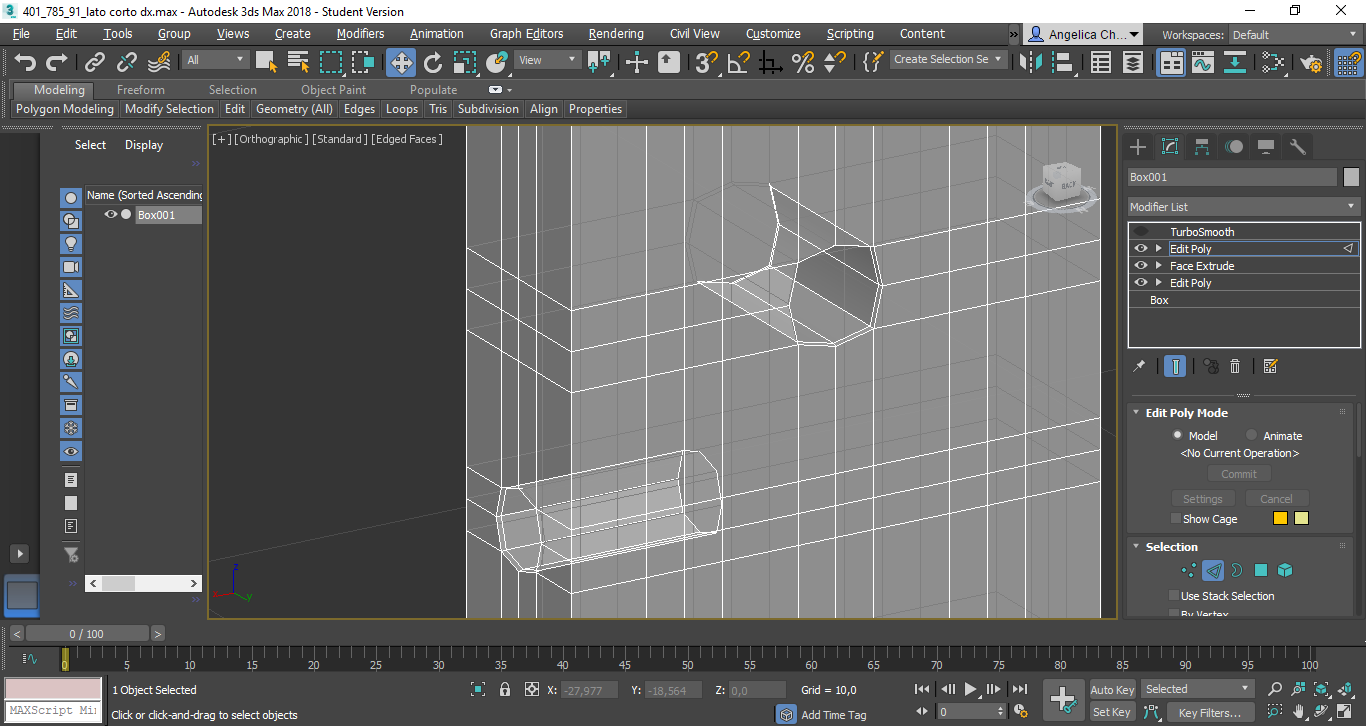 401_785_91_lato corto dx.max - Autodesk 3ds Max 2018 - Student Version
File Edit Tools Group Views Create Modifiers Animation Graph Editors Rendering Civil View Customize Scripting Content » Angelica Ch... Workspaces: Default
All View Create Selection Se
Modeling Freeform Selection Object Paint Populate
Polygon Modeling Modify Selection Edit Geometry (All) Edges Loops Tris Subdivision Align Properties
Select Display
Name (Sorted Ascending
Box001
[+] [Orthographic] [Standard] [Edged Faces]
BACK
z
x
y
Box001
Modifier List
TurboSmooth
Edit Poly
Face Extrude
Edit Poly
Box
Edit Poly Mode
Model Animate
<No Current Operation>
Commit
Settings Cancel
Show Cage
Selection
Use Stack Selection
By Vertex
< 0 / 100 >
0 5 10 15 20 25 30 35 40 45 50 55 60 65 70 75 80 85 90 95 100
1 Object Selected X: -27,977 Y: -18,564 Z: 0,0 Grid = 10,0 Auto Key Selected
MAXScript Mi
Click or click-and-drag to select objects Add Time Tag 0 Set Key Key Filters...